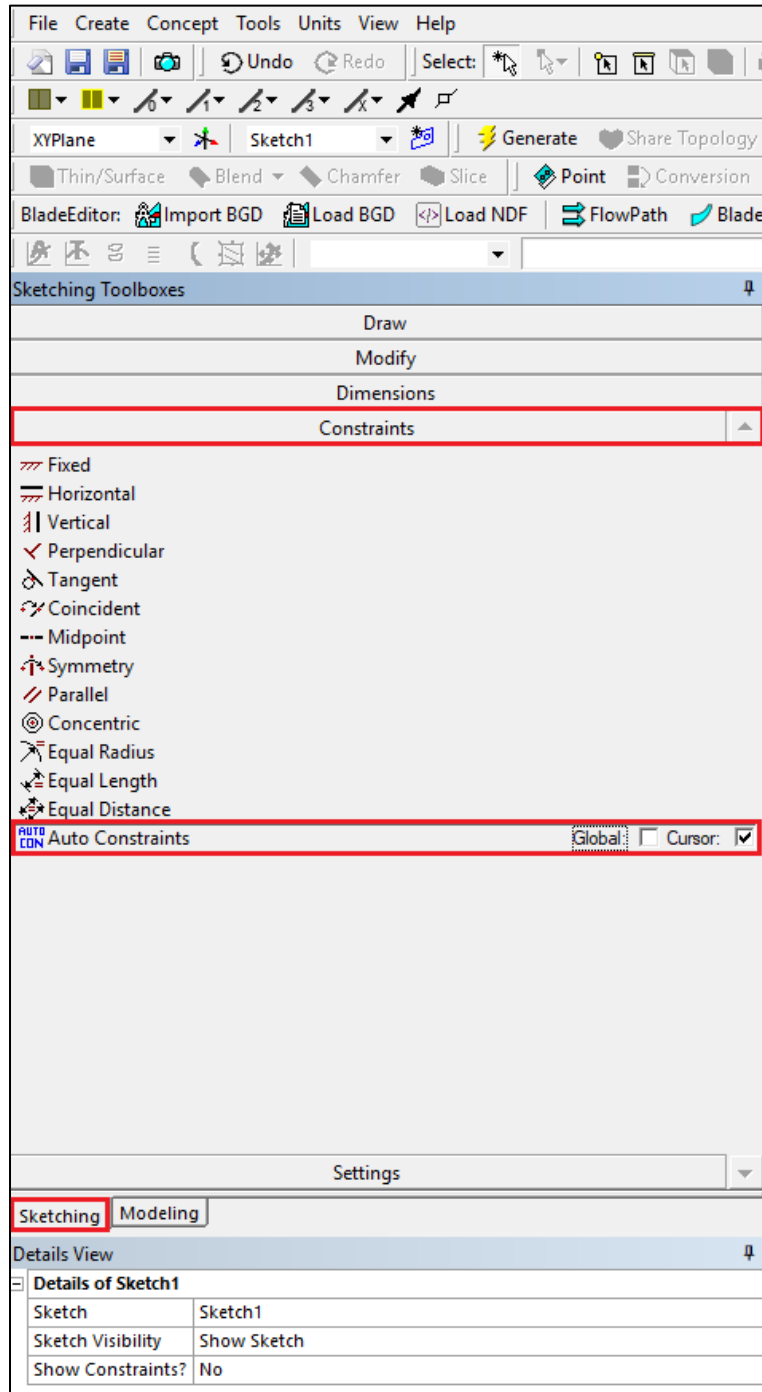 File Create Concept Tools Units View Help
Undo Redo Select:
XYPlane Sketch1 Generate Share Topology
Thin/Surface Blend Chamfer Slice Point Conversion
BladeEditor: Import BGD Load BGD Load NDF FlowPath Blade
Sketching Toolboxes
Draw
Modify
Dimensions
Constraints
Fixed
Horizontal
Vertical
Perpendicular
Tangent
Coincident
Midpoint
Symmetry
Parallel
Concentric
Equal Radius
Equal Length
Equal Distance
AUTO CON Auto Constraints Global: Cursor:
Settings
Sketching Modeling
Details View
Details of Sketch1
Sketch Sketch1
Sketch Visibility Show Sketch
Show Constraints? No